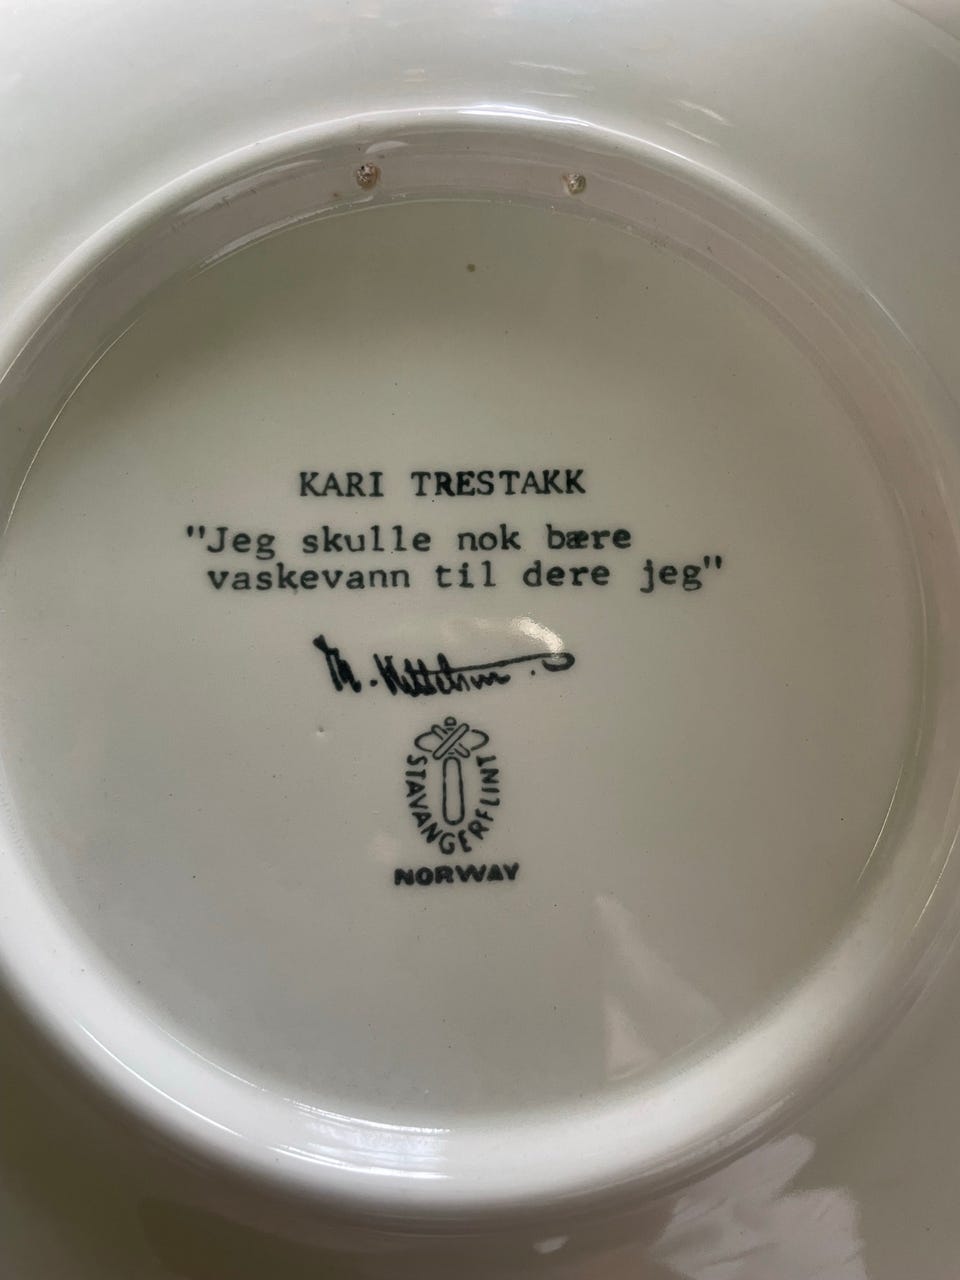 KARI TRESTAKK
"Jeg skulle nok bære
vaskevann til dere jeg"
STAVANGERFLINT
NORWAY